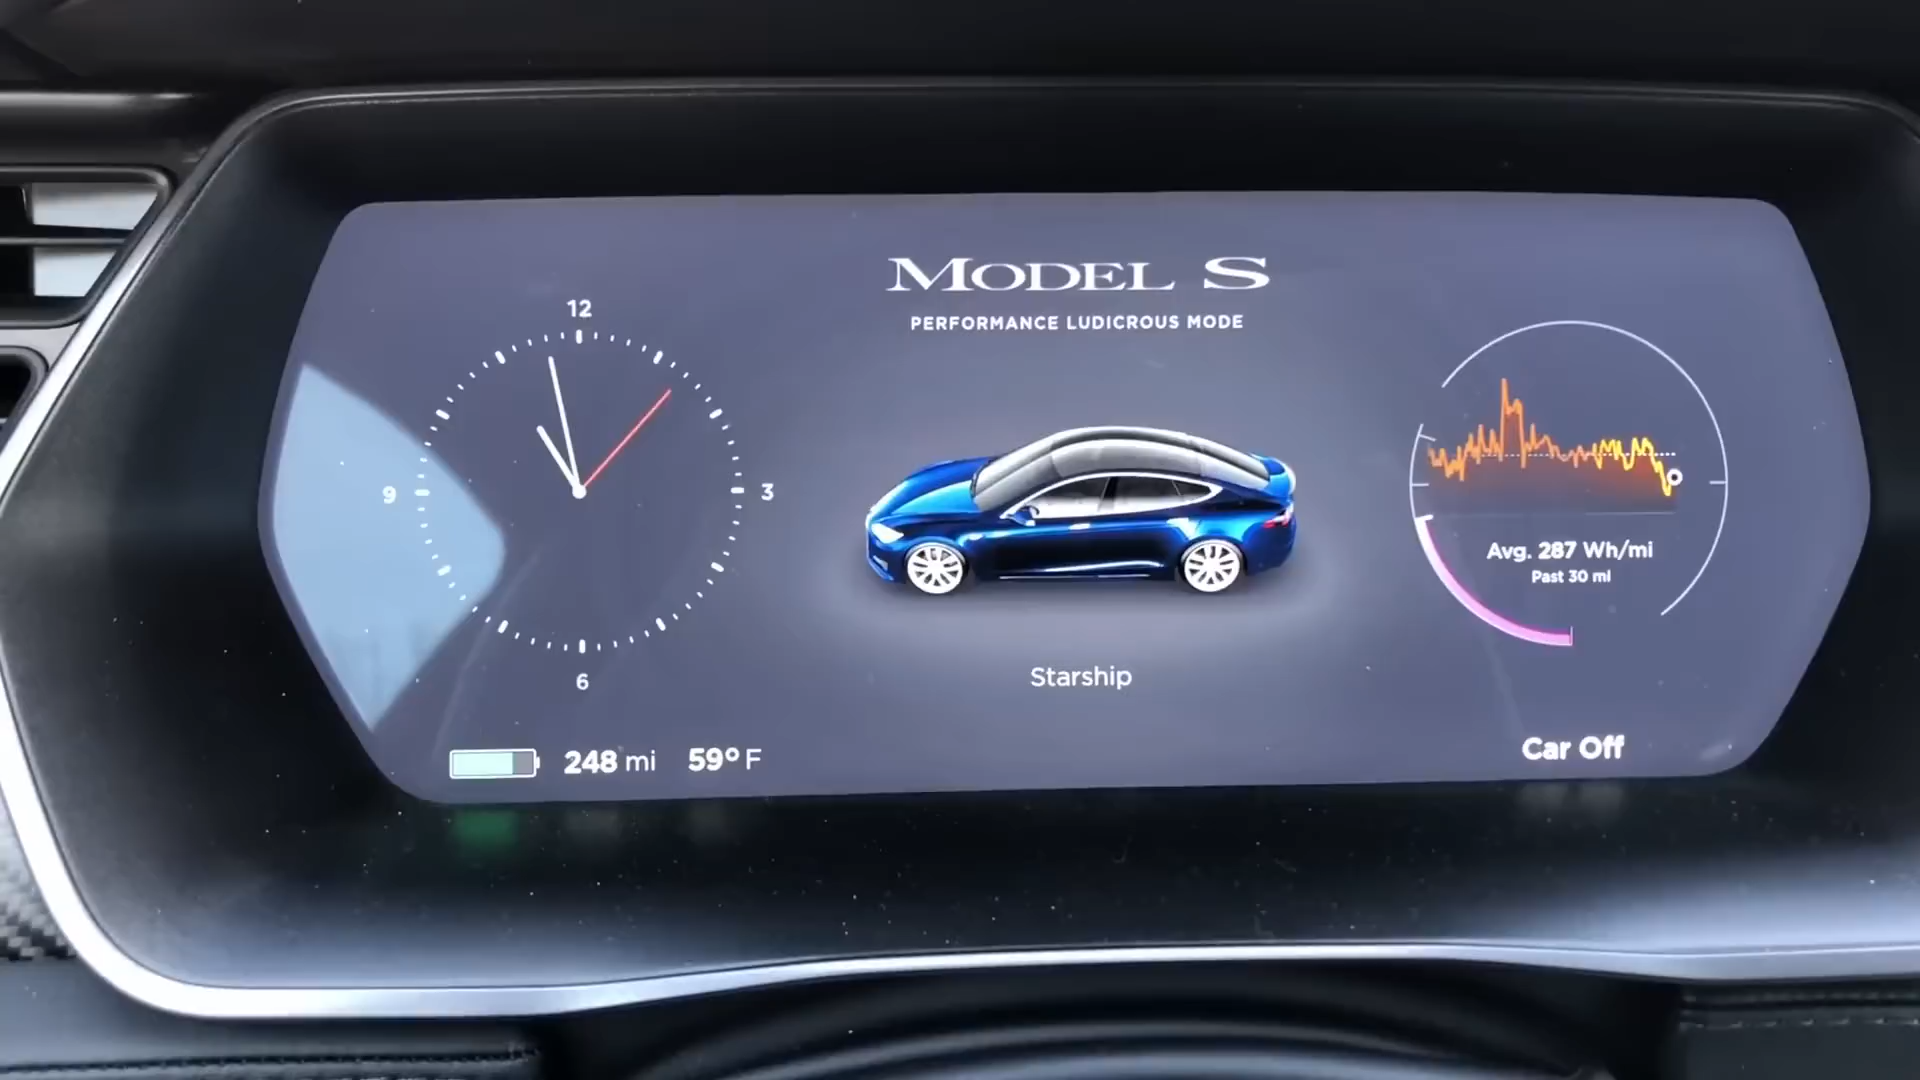 MODEL S
PERFORMANCE LUDICROUS MODE
12
9
3
6
Avg. 287 Wh/mi
Past 30 mi
Starship
248 mi 59° F
Car Off